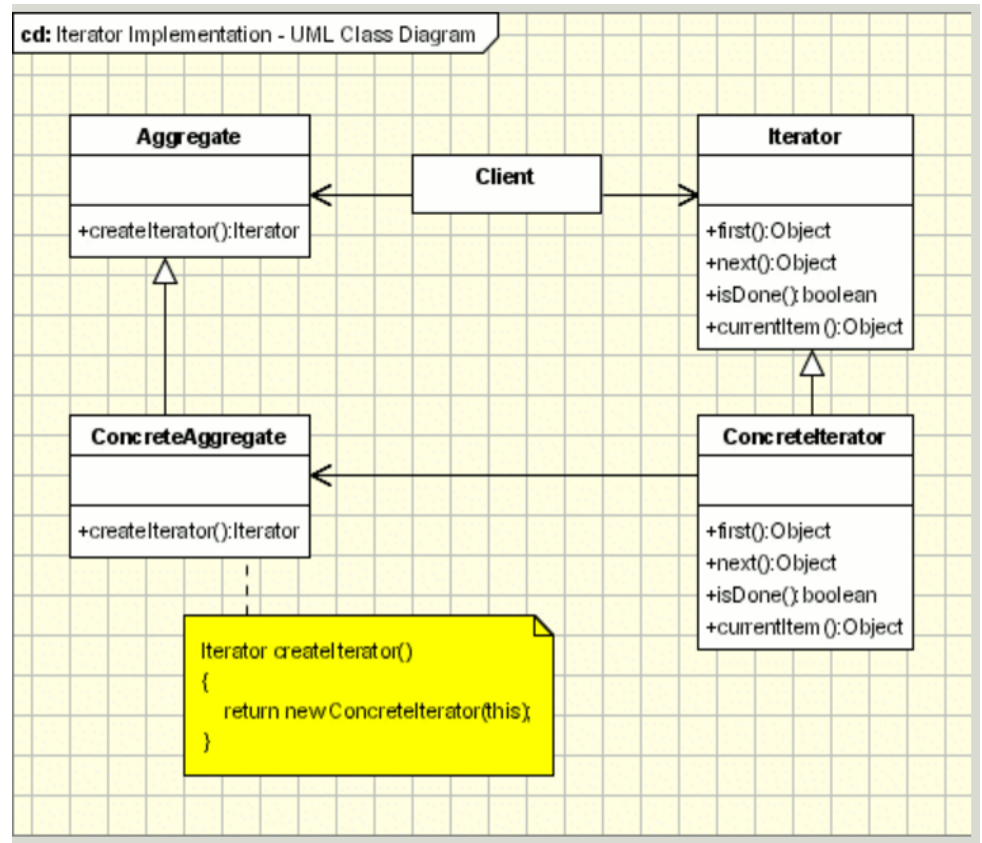 cd: Iterator Implementation - UML Class Diagram
Aggregate
+createIterator():Iterator
Client
Iterator
+first():Object
+next():Object
+isDone():boolean
+currentItem():Object
ConcreteAggregate
+createIterator():Iterator
ConcreteIterator
+first():Object
+next():Object
+isDone():boolean
+currentItem():Object
Iterator createIterator()
{
return new ConcreteIterator(this);
}